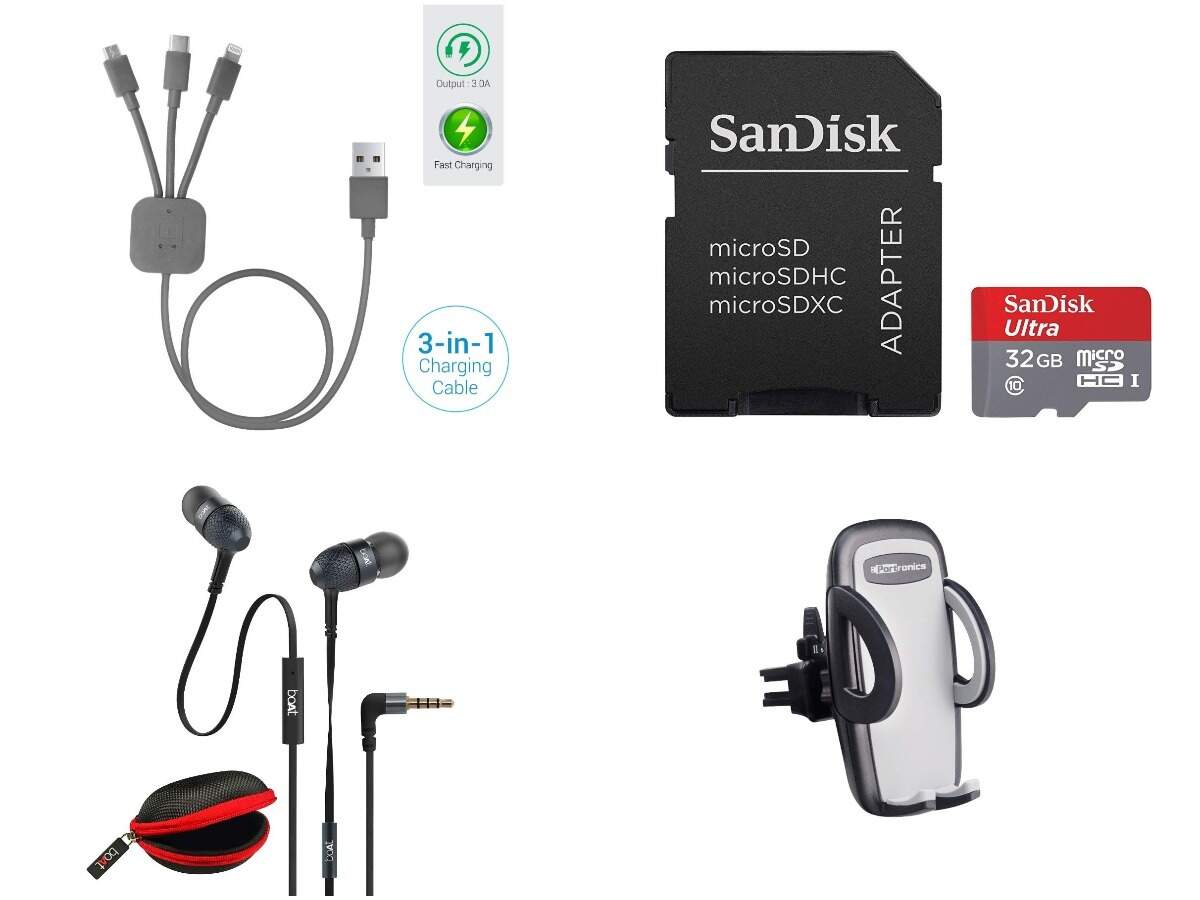 Output : 3.0A
Fast Charging
3-in-1
Charging
Cable
SanDisk
microSD
microSDHC
microSDXC
ADAPTER
SanDisk
Ultra
32GB
micro
SD
HC I
10
boAt
boAt
boAt
boAt
boAt
Portronics